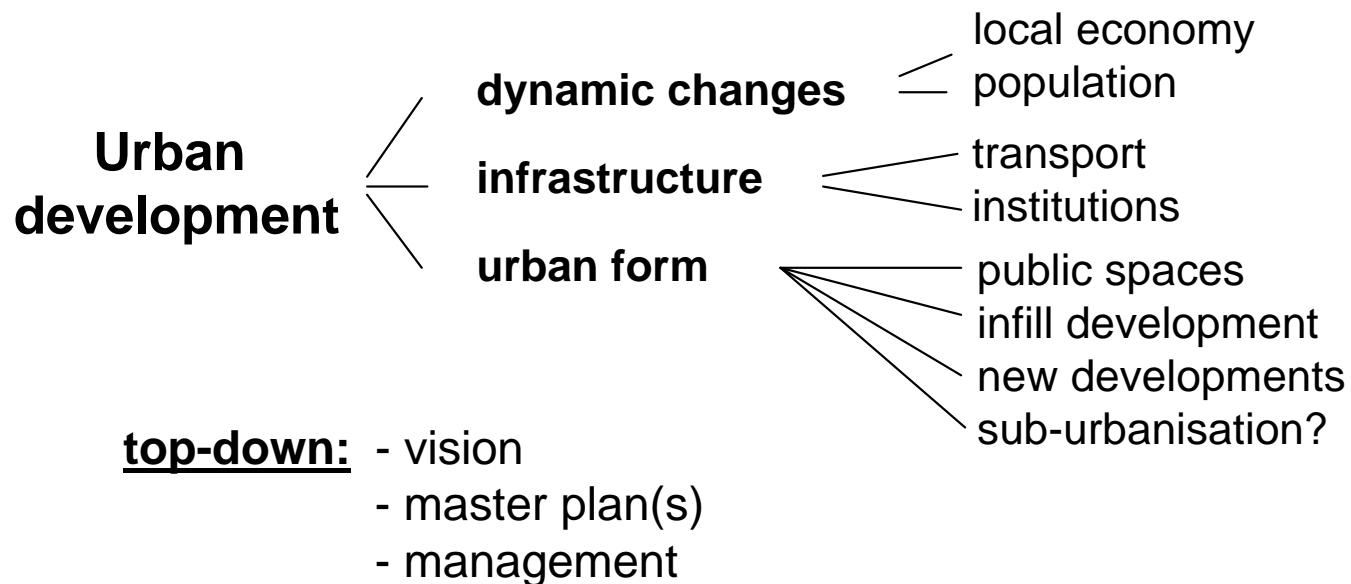 Urban
development
dynamic changes
local economy
population
infrastructure
transport
institutions
urban form
public spaces
infill development
new developments
sub-urbanisation?
top-down: - vision
- master plan(s)
- management